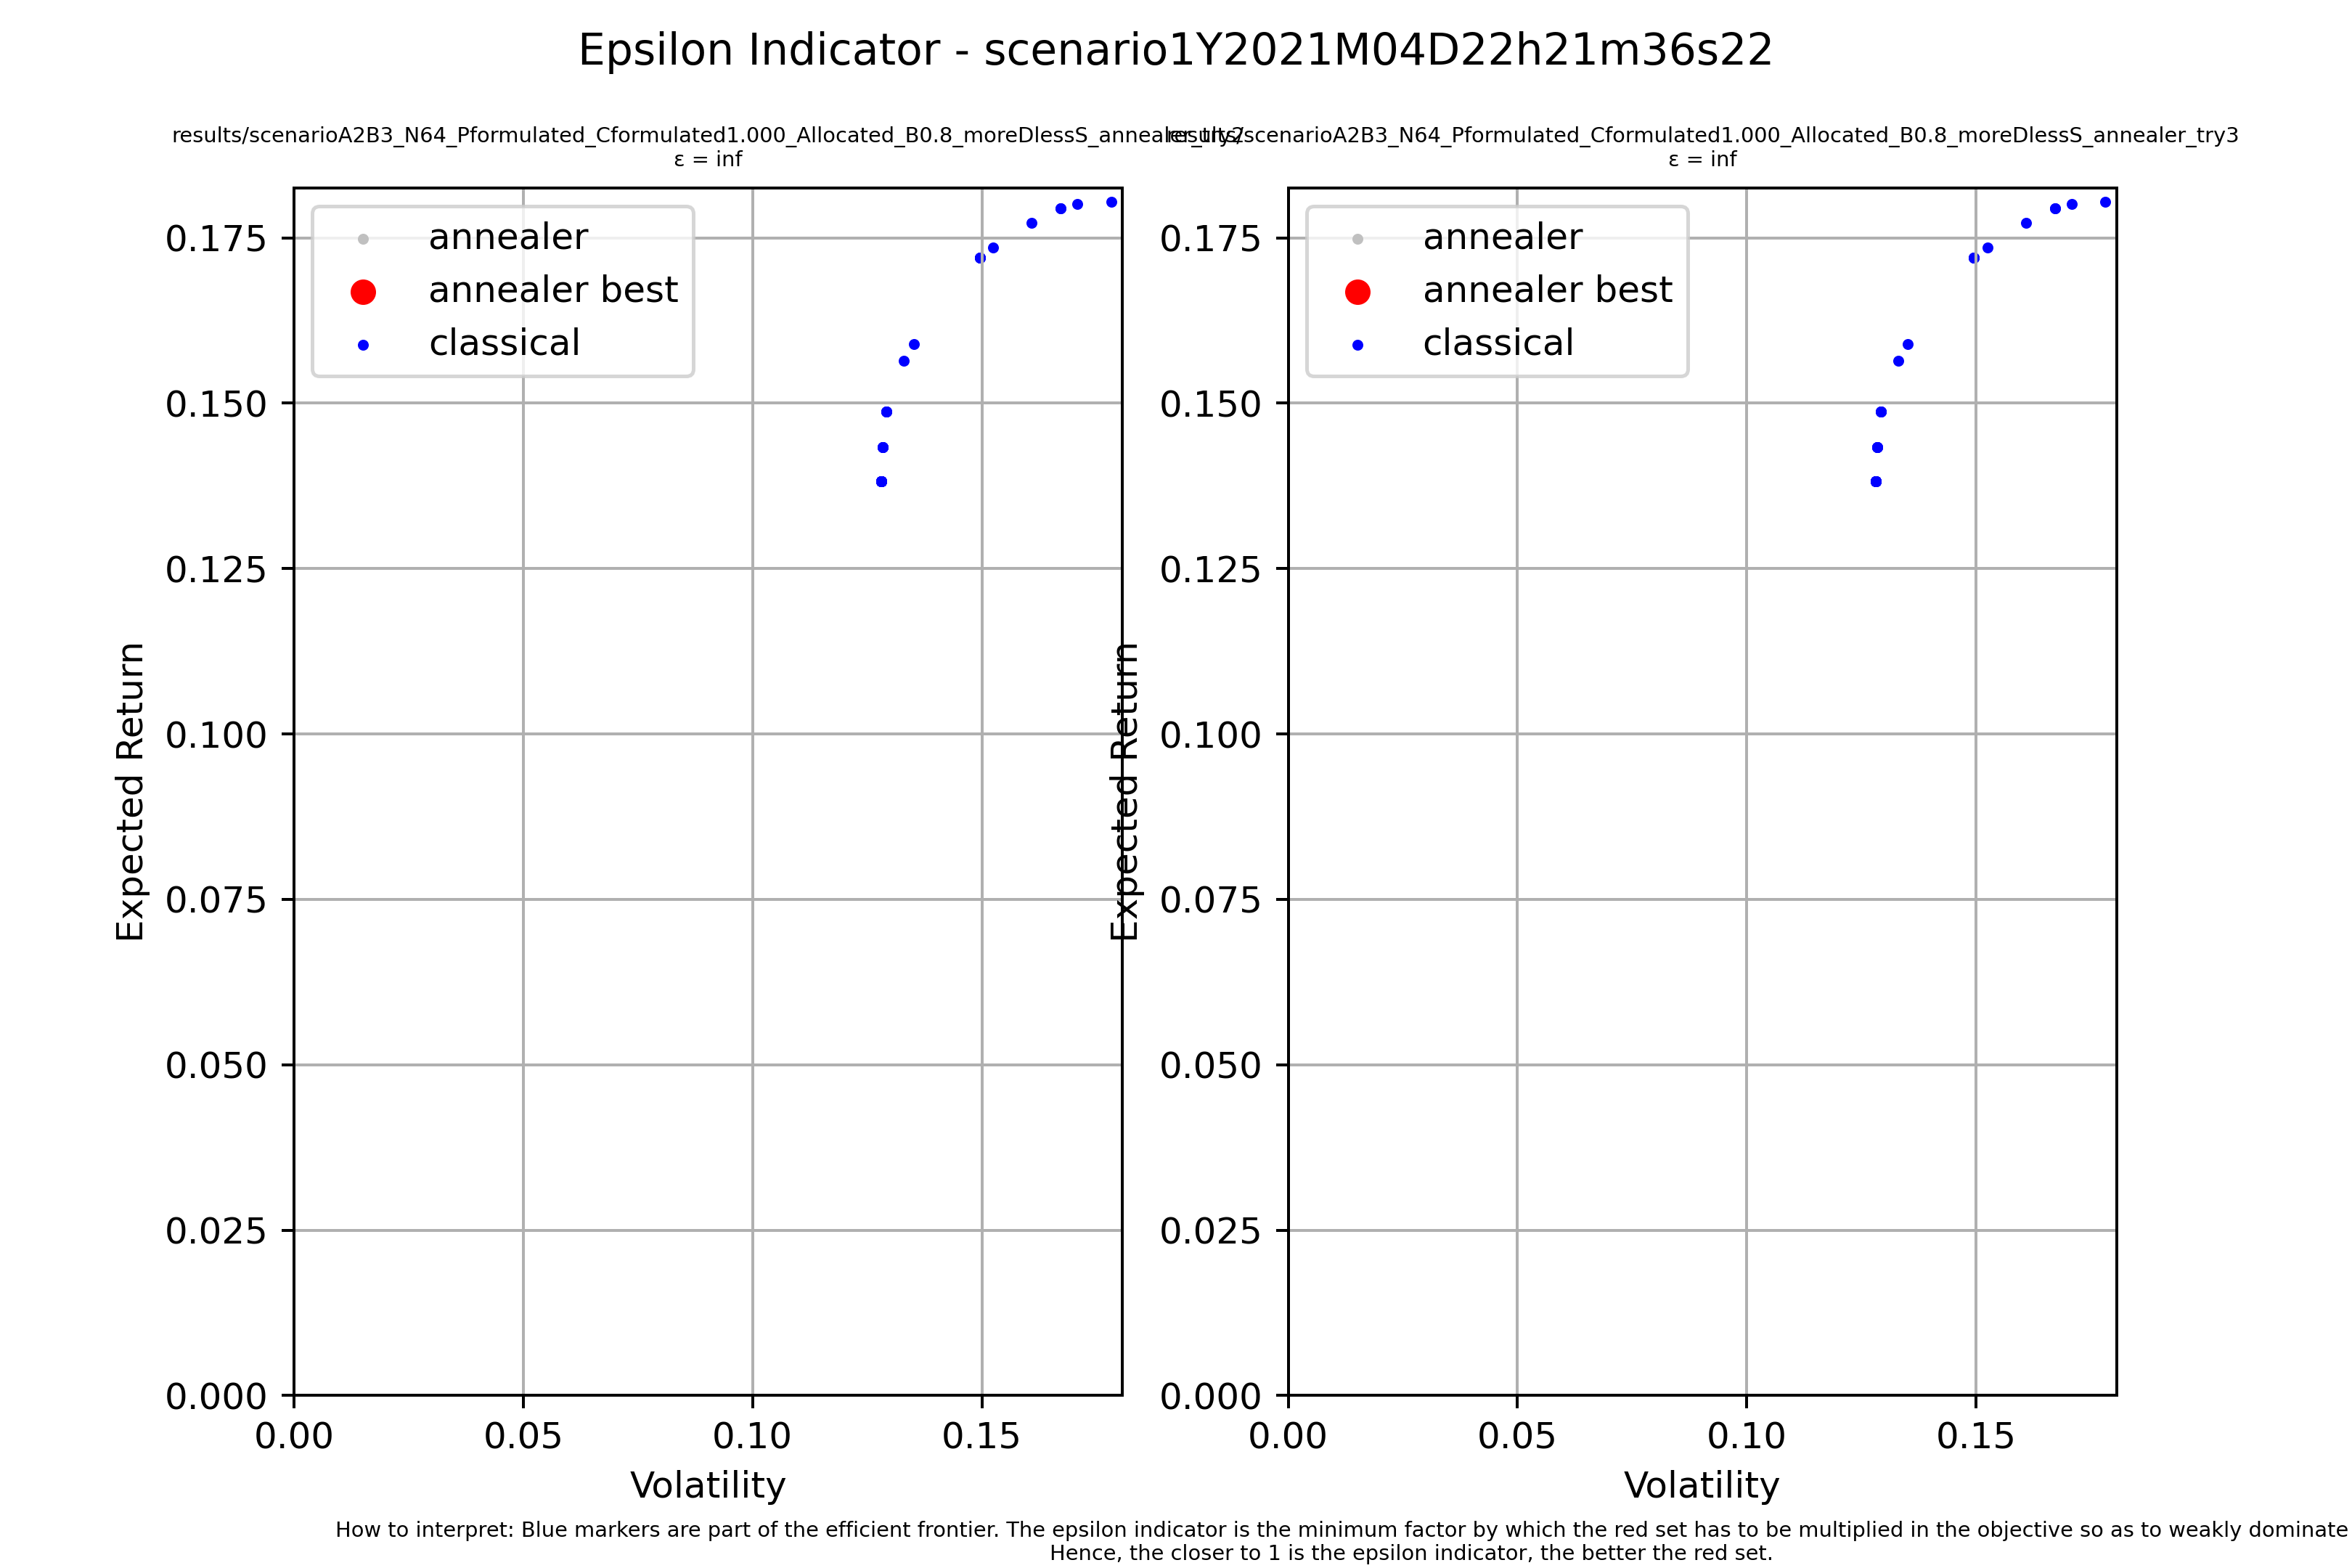 Epsilon Indicator - scenario1Y2021M04D22h21m36s22
results/scenarioA2B3_N64_Pformulated_Cformulated1.000_Allocated_B0.8_moreDlessS_annealer_try2
ε = inf
results/scenarioA2B3_N64_Pformulated_Cformulated1.000_Allocated_B0.8_moreDlessS_annealer_try3
ε = inf
annealer
annealer best
classical
0.175
0.150
0.125
0.100
0.075
0.050
0.025
0.000
Expected Return
0.00 0.05 0.10 0.15
Volatility
annealer
annealer best
classical
0.175
0.150
0.125
0.100
0.075
0.050
0.025
0.000
Expected Return
0.00 0.05 0.10 0.15
Volatility
How to interpret: Blue markers are part of the efficient frontier. The epsilon indicator is the minimum factor by which the red set has to be multiplied in the objective so as to weakly dominate
Hence, the closer to 1 is the epsilon indicator, the better the red set.